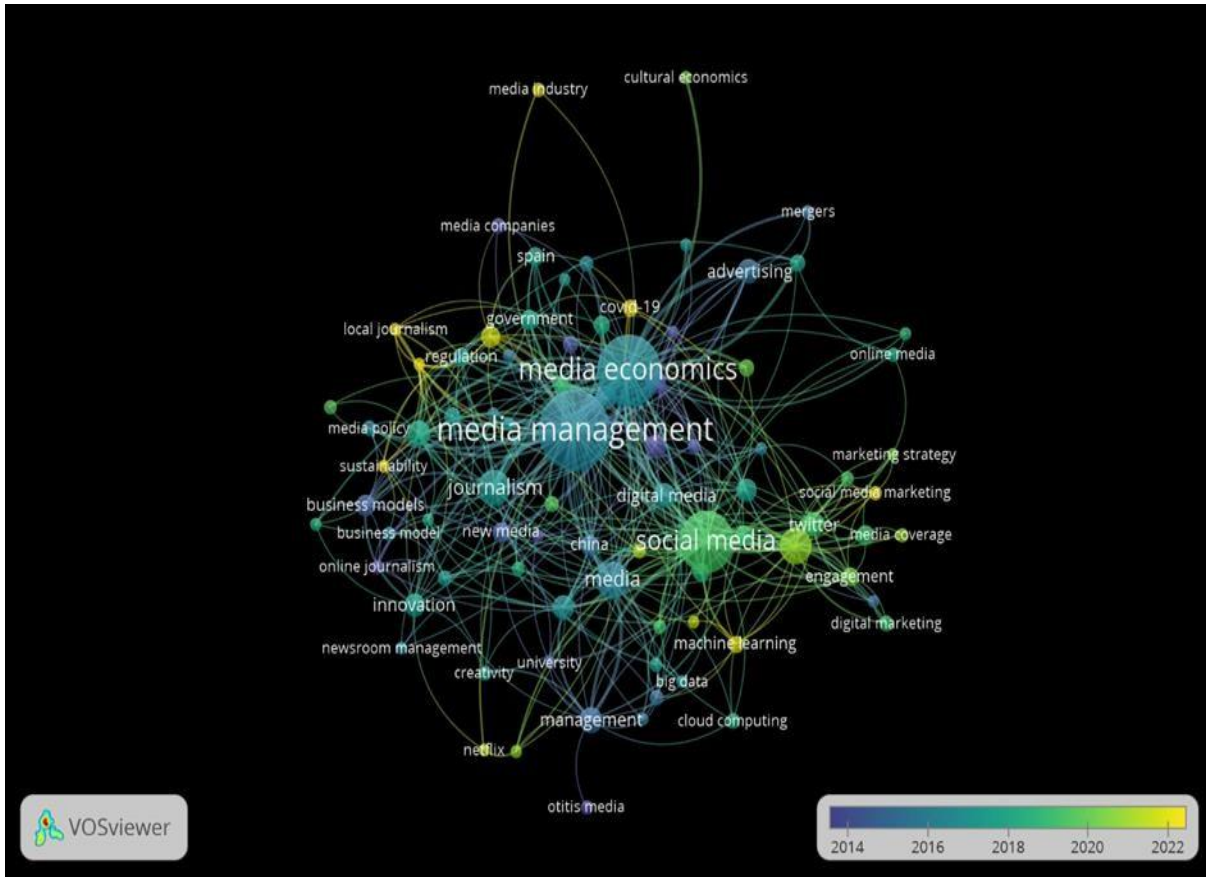 cultural economics
media industry
mergers
media companies
spain
advertising
covid-19
government
local journalism
regulation
online media
media economics
media management
media policy
marketing strategy
sustainability
social media marketing
journalism
digital media
business models
twitter
business model
new media
china
social media
media coverage
online journalism
media
engagement
innovation
digital marketing
newsroom management
machine learning
university
creativity
big data
management
cloud computing
netflix
otitis media
VOSviewer
2014 2016 2018 2020 2022